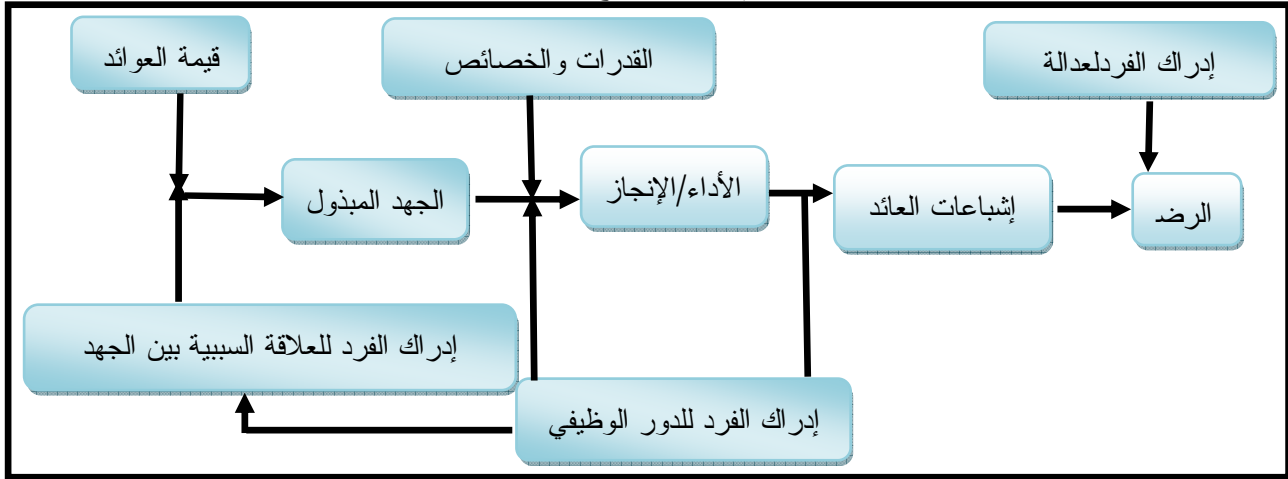 قيمة العوائد
القدرات والخصائص
إدراك الفردلعدالة
الجهد المبذول
الأداء/الإنجاز
إشباعات العائد
الرضـ
إدراك الفرد للعلاقة السببية بين الجهد
إدراك الفرد للدور الوظيفي